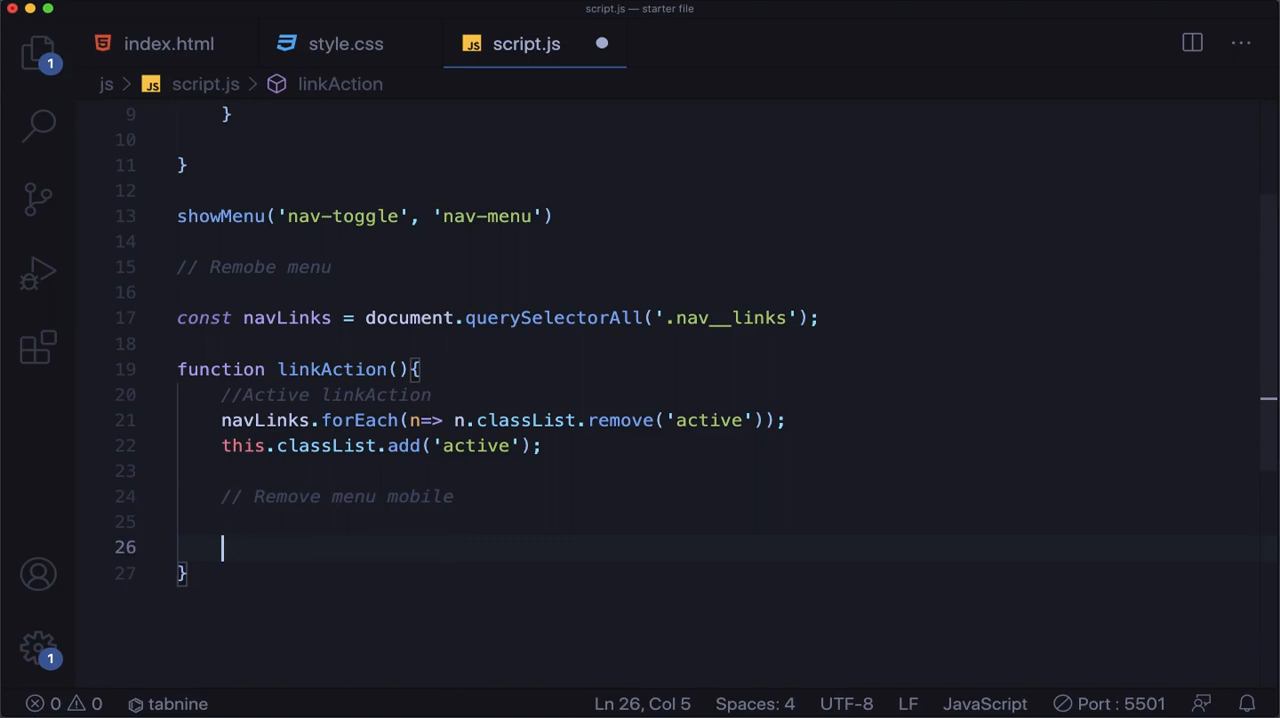 script.js — starter file
index.html
style.css
JS script.js
js > JS script.js > linkAction
1
9 }
10
11 }
12
13 showMenu('nav-toggle', 'nav-menu')
14
15 // Remobe menu
16
17 const navLinks = document.querySelectorAll('.nav__links');
18
19 function linkAction(){
20 //Active linkAction
21 navLinks.forEach(n=> n.classList.remove('active'));
22 this.classList.add('active');
23
24 // Remove menu mobile
25
26
27 }
1
0 0 tabnine Ln 26, Col 5 Spaces: 4 UTF-8 LF JavaScript Port : 5501